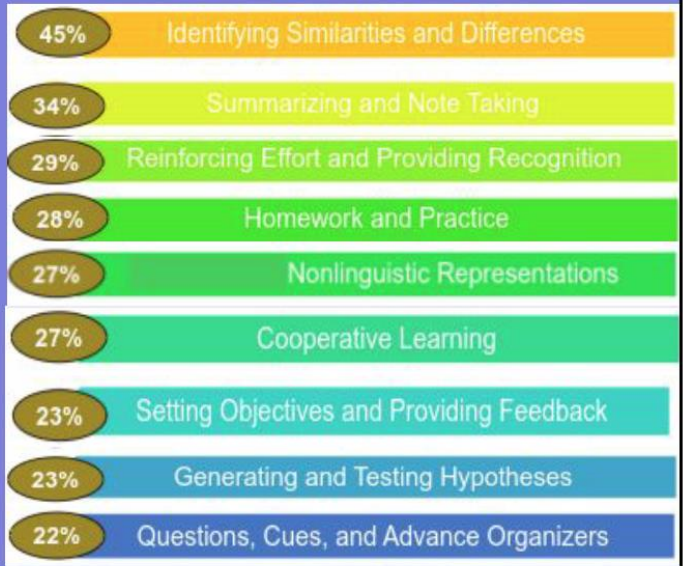 45% Identifying Similarities and Differences
34% Summarizing and Note Taking
29% Reinforcing Effort and Providing Recognition
28% Homework and Practice
27% Nonlinguistic Representations
27% Cooperative Learning
23% Setting Objectives and Providing Feedback
23% Generating and Testing Hypotheses
22% Questions, Cues, and Advance Organizers